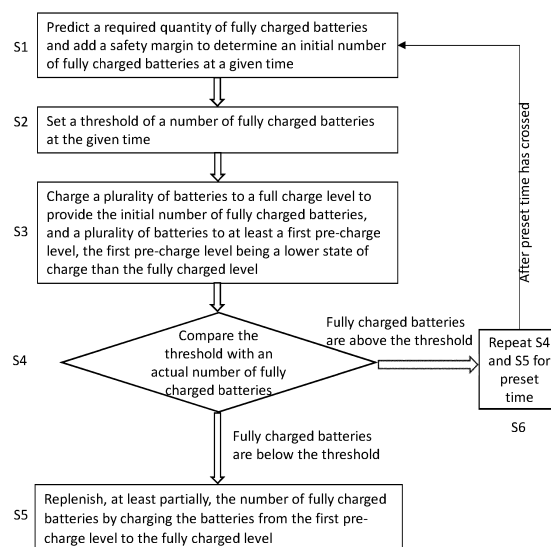 S1
Predict a required quantity of fully charged batteries
and add a safety margin to determine an initial number
of fully charged batteries at a given time
S2
Set a threshold of a number of fully charged batteries
at the given time
S3
Charge a plurality of batteries to a full charge level to
provide the initial number of fully charged batteries,
and a plurality of batteries to at least a first pre-charge
level, the first pre-charge level being a lower state of
charge than the fully charged level
S4
Compare the
threshold with an
actual number of fully
charged batteries
Fully charged batteries
are above the threshold
Repeat S4
and S5 for
preset
time
S6
After preset time has crossed
Fully charged batteries
are below the threshold
S5
Replenish, at least partially, the number of fully charged
batteries by charging the batteries from the first pre-
charge level to the fully charged level